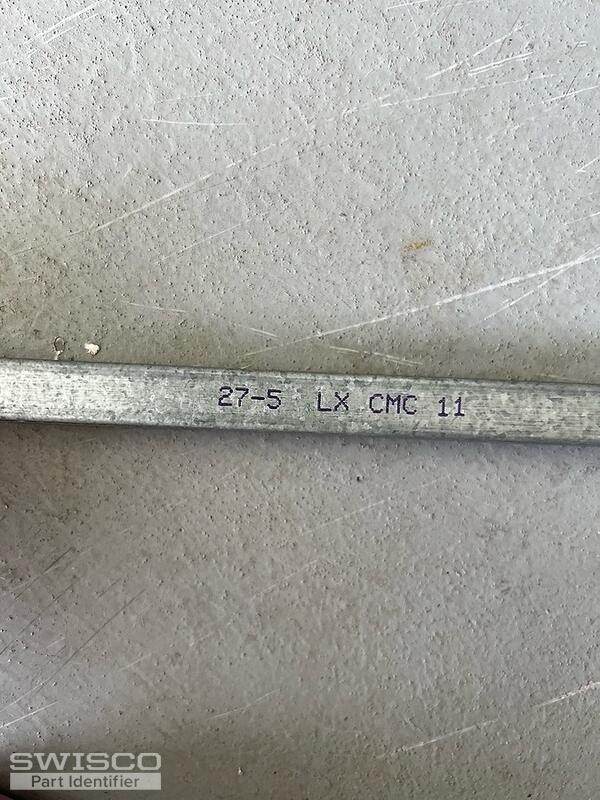 27-5 LX CMC 11
SWISCO
Part Identifier